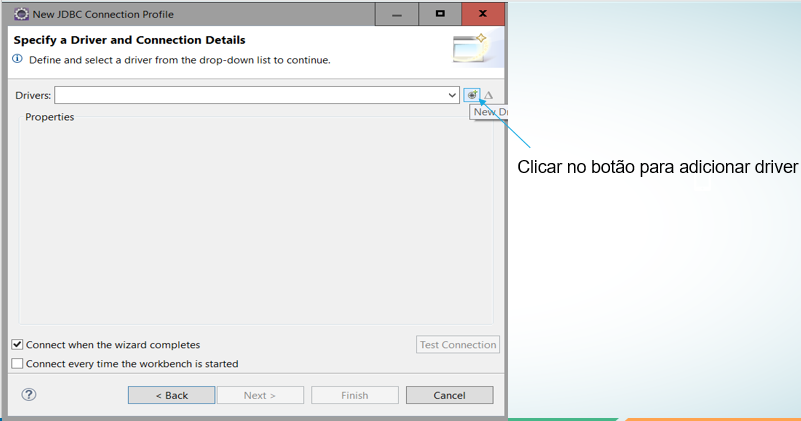 New JDBC Connection Profile
Specify a Driver and Connection Details
Define and select a driver from the drop-down list to continue.
Drivers:
New D
Properties
Clicar no botão para adicionar driver
Connect when the wizard completes
Test Connection
Connect every time the workbench is started
< Back
Next >
Finish
Cancel